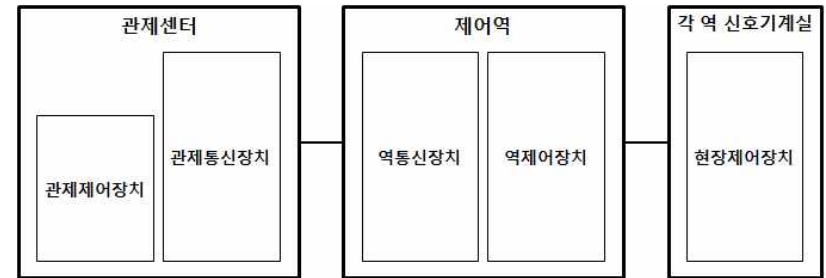 관제센터
관제제어장치
관제통신장치
제어역
역통신장치
역제어장치
각 역 신호기계실
현장제어장치